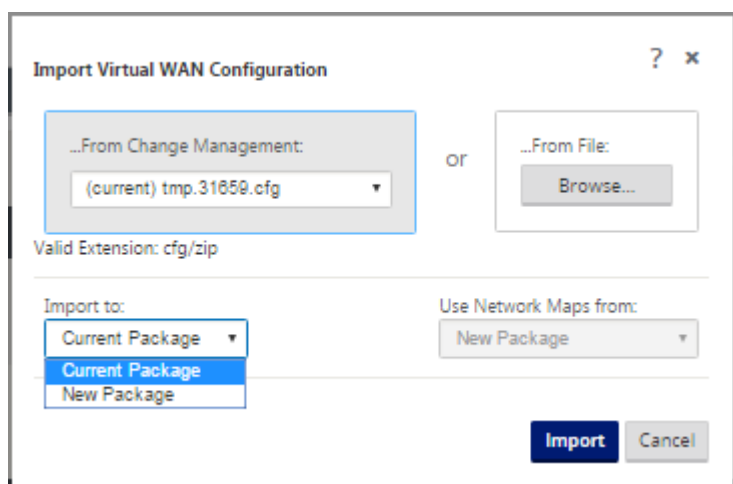 Import Virtual WAN Configuration
? ×
...From Change Management:
(current) tmp.31659.cfg
or
...From File:
Browse...
Valid Extension: cfg/zip
Import to:
Current Package
Current Package
New Package
Use Network Maps from:
New Package
Import
Cancel